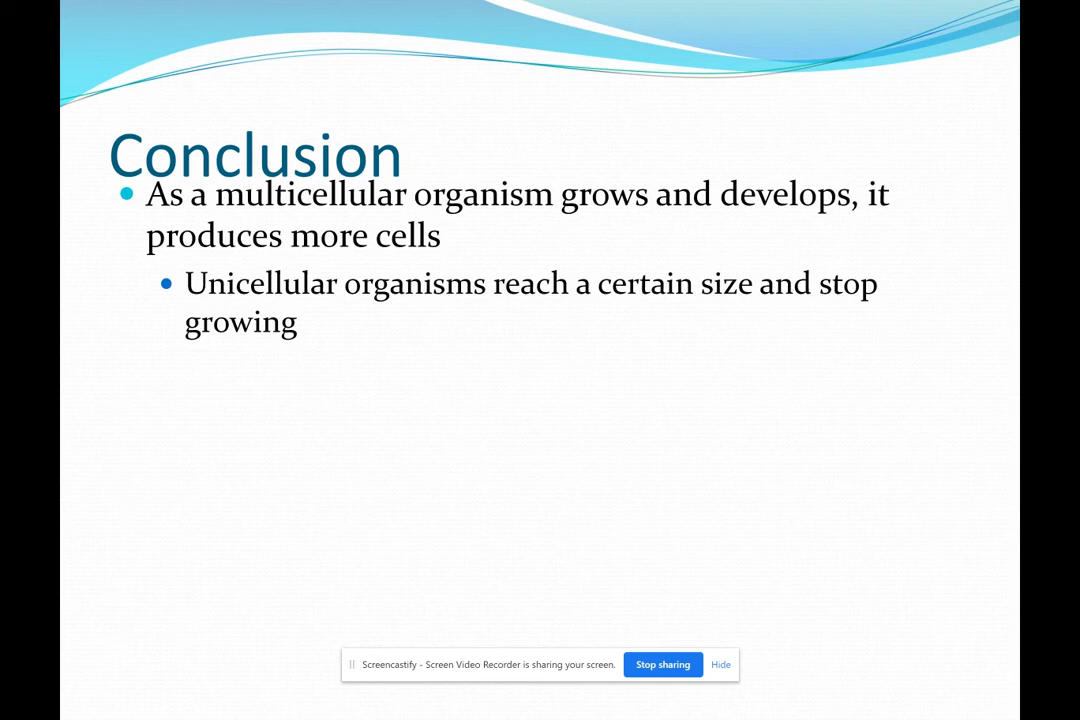 Conclusion
As a multicellular organism grows and develops, it
produces more cells
Unicellular organisms reach a certain size and stop
growing
Screencastify - Screen Video Recorder is sharing your screen. Stop sharing Hide